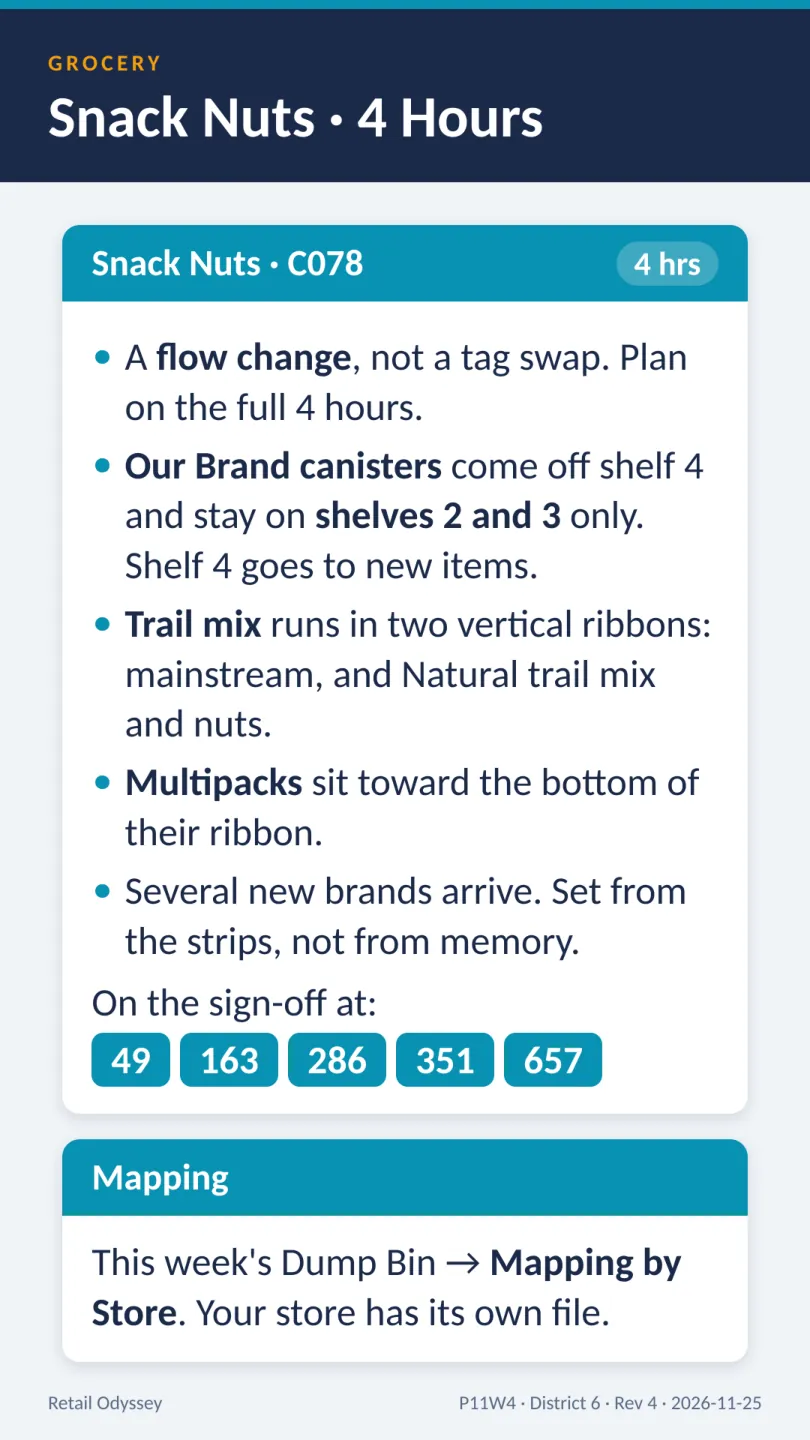 GROCERY
Snack Nuts · 4 Hours
Snack Nuts · C078
4 hrs
• A flow change, not a tag swap. Plan
on the full 4 hours.
• Our Brand canisters come off shelf 4
and stay on shelves 2 and 3 only.
Shelf 4 goes to new items.
• Trail mix runs in two vertical ribbons:
mainstream, and Natural trail mix
and nuts.
• Multipacks sit toward the bottom of
their ribbon.
• Several new brands arrive. Set from
the strips, not from memory.
On the sign-off at:
49 163 286 351 657
Mapping
This week's Dump Bin → Mapping by
Store. Your store has its own file.
Retail Odyssey
P11W4 · District 6 · Rev 4 · 2026-11-25